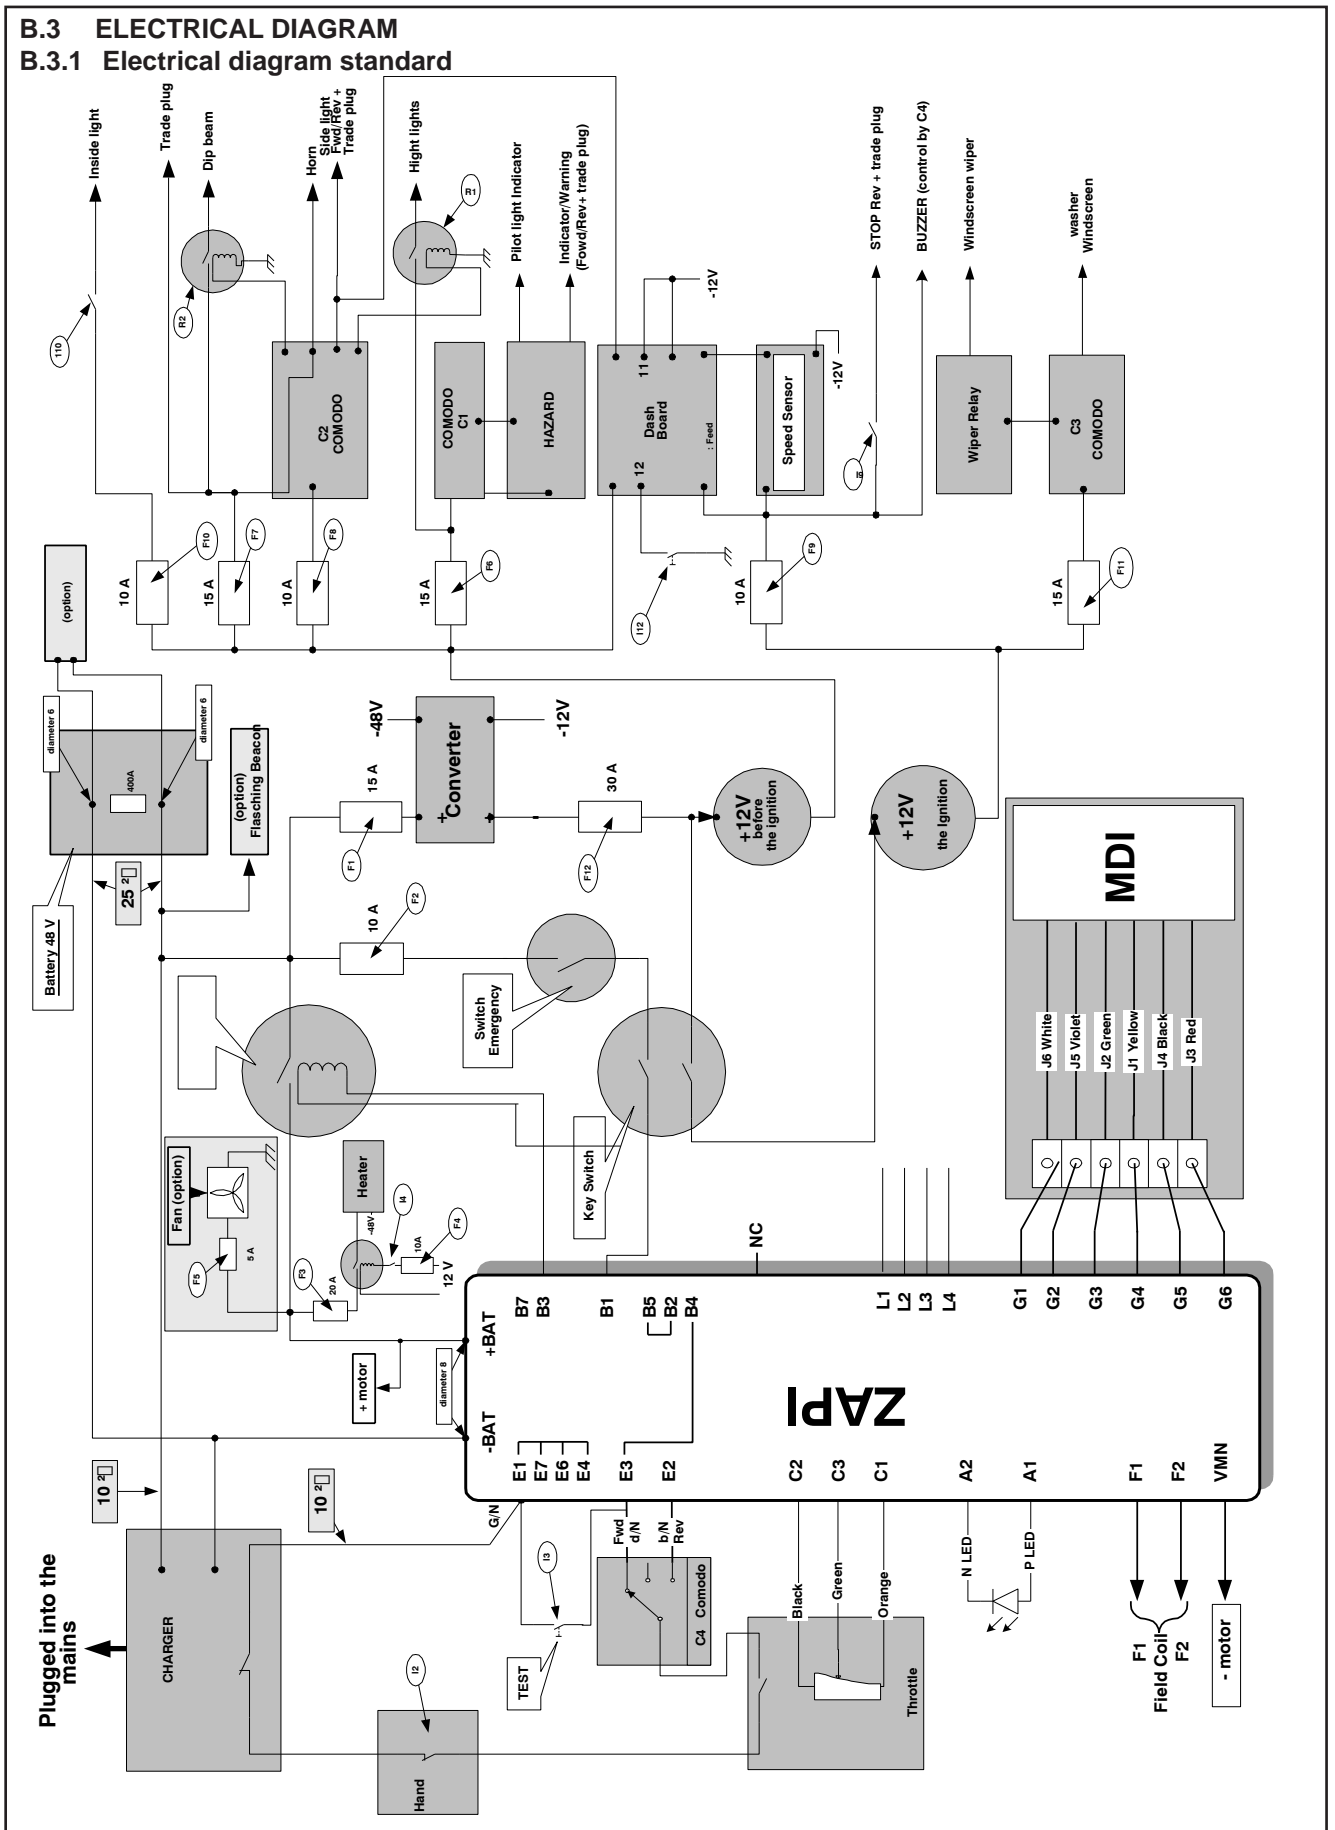 B.3 ELECTRICAL DIAGRAM
B.3.1 Electrical diagram standard
Inside light
Trade plug
Dip beam
Horn
Side light
Fwd/Rev +
Trade plug
Hight lights
Pilot light Indicator
Indicator/Warning
(Fowd/Rev+ trade plug)
STOP Rev + trade plug
BUZZER (control by C4)
Windscreen wiper
washer
Windscreen
110
R2
R1
C2
COMODO
COMODO
C1
HAZARD
11
12
Dash
Board
: Feed
-12V
Speed Sensor
-12V
I9
Wiper Relay
C3
COMODO
(option)
10 A
F10
15 A
F7
10 A
F8
15 A
F6
I12
10 A
F9
15 A
F11
diameter 6
400A
diameter 6
(option)
Flasching Beacon
25 2
Battery 48 V
-48V
-12V
+
Converter
+
15 A
F1
-
30 A
F12
+12V
before
the ignition
+12V
the Ignition
10 A
F2
Switch
Emergency
Key Switch
MDI
J6 White
J5 Violet
J2 Green
J1 Yellow
J4 Black
J3 Red
Fan (option)
F5
5 A
Heater
-48V
I4
F4
10A
12 V
F3
20 A
+ motor
diameter 8
NC
+BAT
-BAT
B7
B3
B1
B5
B2
B4
L1
L2
L3
L4
G1
G2
G3
G4
G5
G6
ZAPI
E1
E7
E6
E4
E3
E2
C2
C3
C1
A2
A1
F1
F2
VMN
10 2
10 2
G/N
Fwd
d/N
b/N
Rev
I3
TEST
C4 Comodo
Black
Green
Orange
N LED
P LED
F1
Field Coil
F2
- motor
Plugged into the
mains
CHARGER
I2
Hand
Throttle